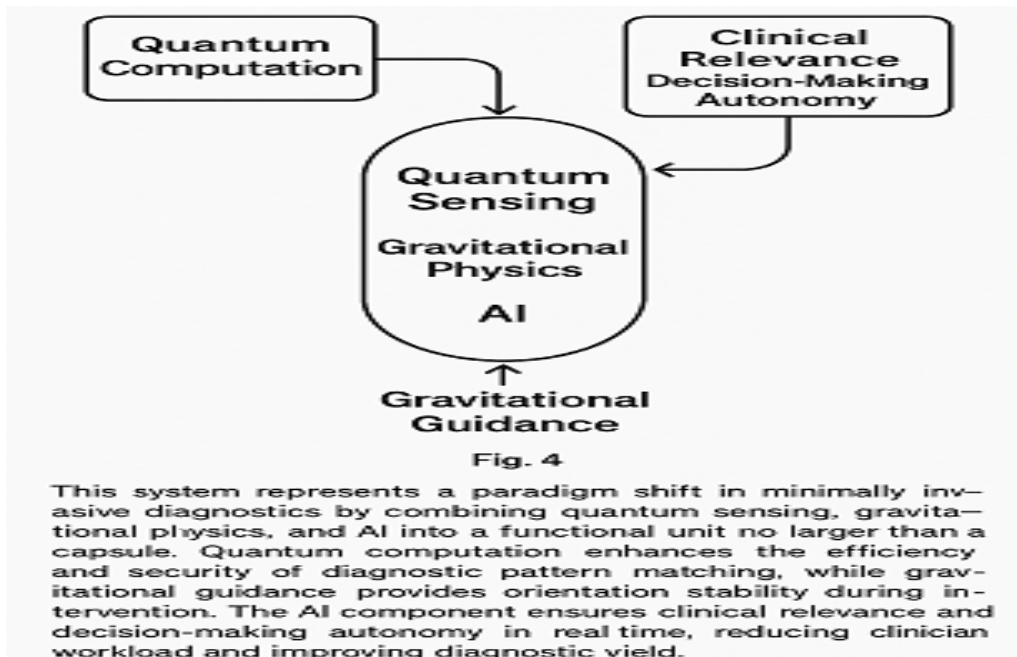 Quantum
Computation
Clinical
Relevance
Decision-Making
Autonomy
Quantum
Sensing
Gravitational
Physics
AI
Gravitational
Guidance
Fig. 4
This system represents a paradigm shift in minimally inv–
asive diagnostics by combining quantum sensing, gravita–
tional physics, and AI into a functional unit no larger than a
capsule. Quantum computation enhances the efficiency
and security of diagnostic pattern matching, while grav-
itational guidance provides orientation stability during in-
tervention. The AI component ensures clinical relevance and
decision-making autonomy in real time, reducing clinician
workload and improving diagnostic yield.